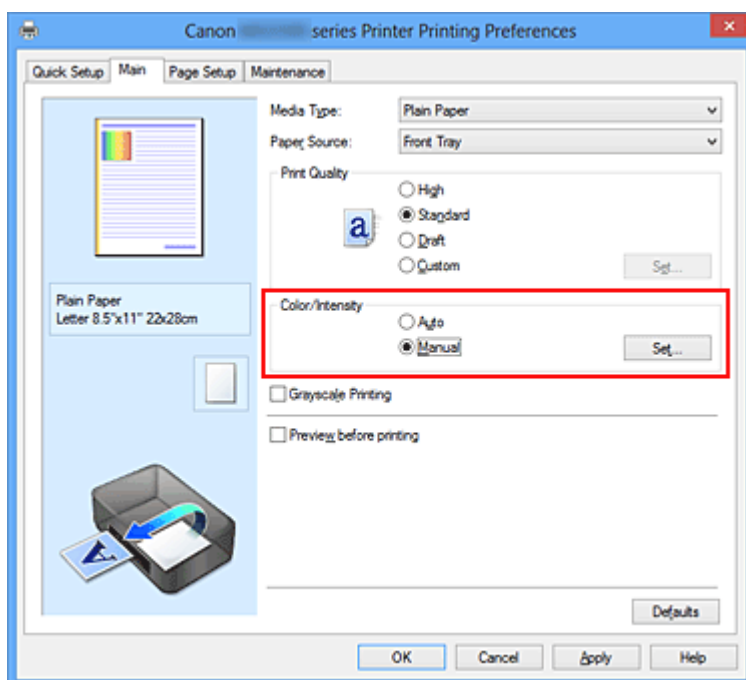 Canon series Printer Printing Preferences
Quick Setup Main Page Setup Maintenance
Media Type: Plain Paper
Paper Source: Front Tray
Print Quality
High
a
Standard
Draft
Custom
Set...
Plain Paper
Letter 8.5"x11" 22x28cm
Color/Intensity
Auto
Manual
Set...
Grayscale Printing
Preview before printing
A
Defaults
OK Cancel Apply Help